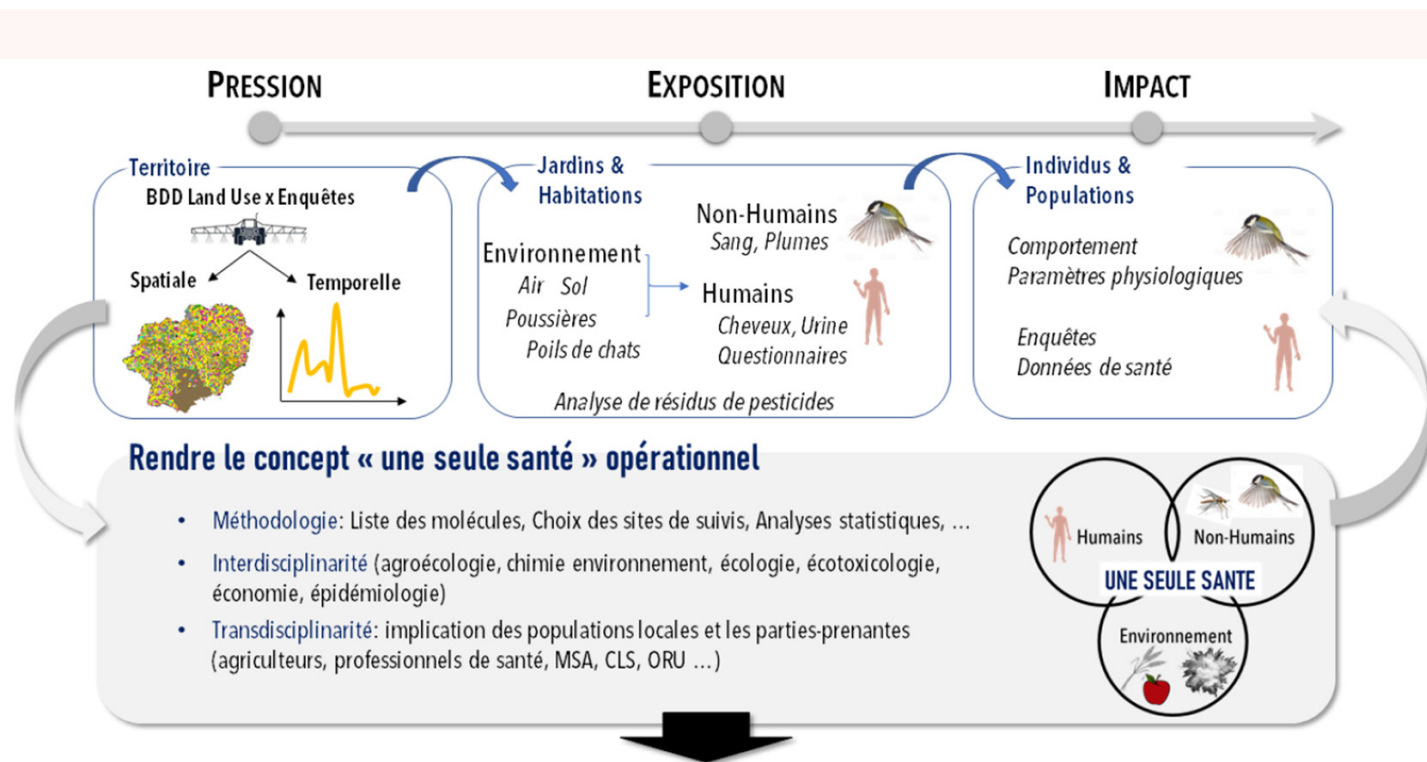 PRESSION
EXPOSITION
IMPACT
Territoire
BDD Land Use x Enquêtes
Spatiale
Temporelle
Jardins &
Habitations
Environnement
Air Sol
Poussières
Poils de chats
Non-Humains
Sang, Plumes
Humains
Cheveux, Urine
Questionnaires
Analyse de résidus de pesticides
Individus &
Populations
Comportement
Paramètres physiologiques
Enquêtes
Données de santé
Rendre le concept « une seule santé » opérationnel
• Méthodologie: Liste des molécules, Choix des sites de suivis, Analyses statistiques, …
• Interdisciplinarité (agroécologie, chimie environnement, écologie, écotoxicologie,
économie, épidémiologie)
• Transdisciplinarité: implication des populations locales et les parties-prenantes
(agriculteurs, professionnels de santé, MSA, CLS, ORU …)
Humains
Non-Humains
UNE SEULE SANTE
Environnement